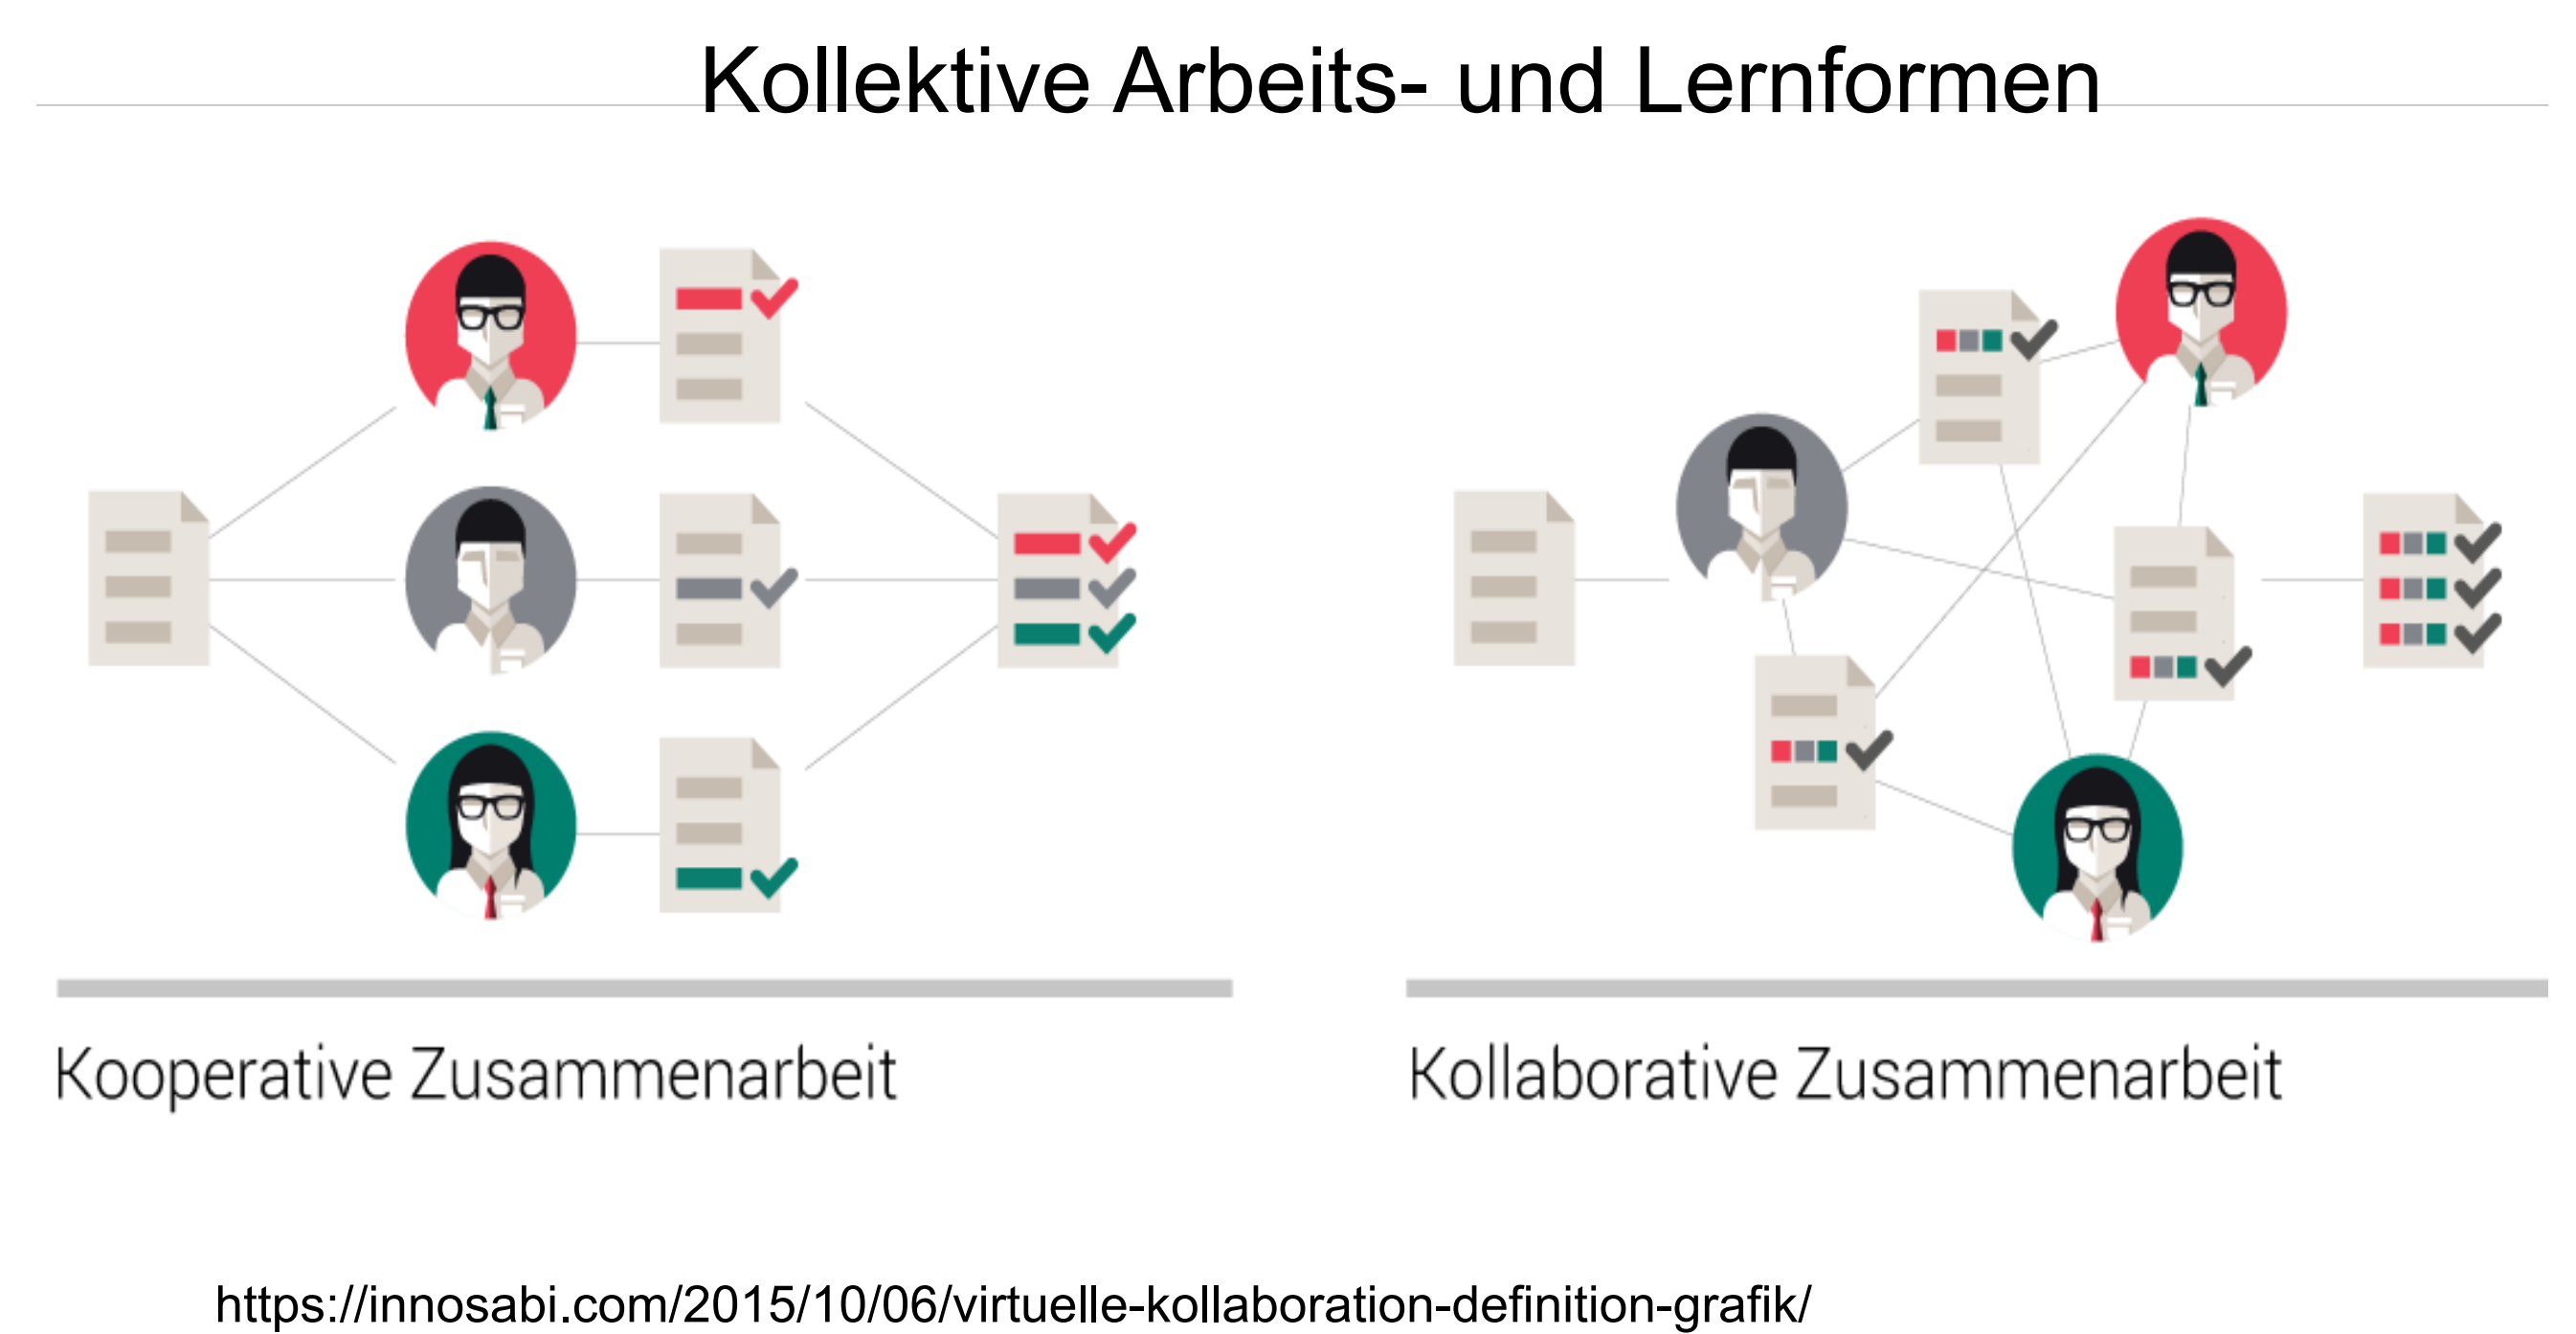 Kollektive Arbeits- und Lernformen
Kooperative Zusammenarbeit
Kollaborative Zusammenarbeit
https://innosabi.com/2015/10/06/virtuelle-kollaboration-definition-grafik/